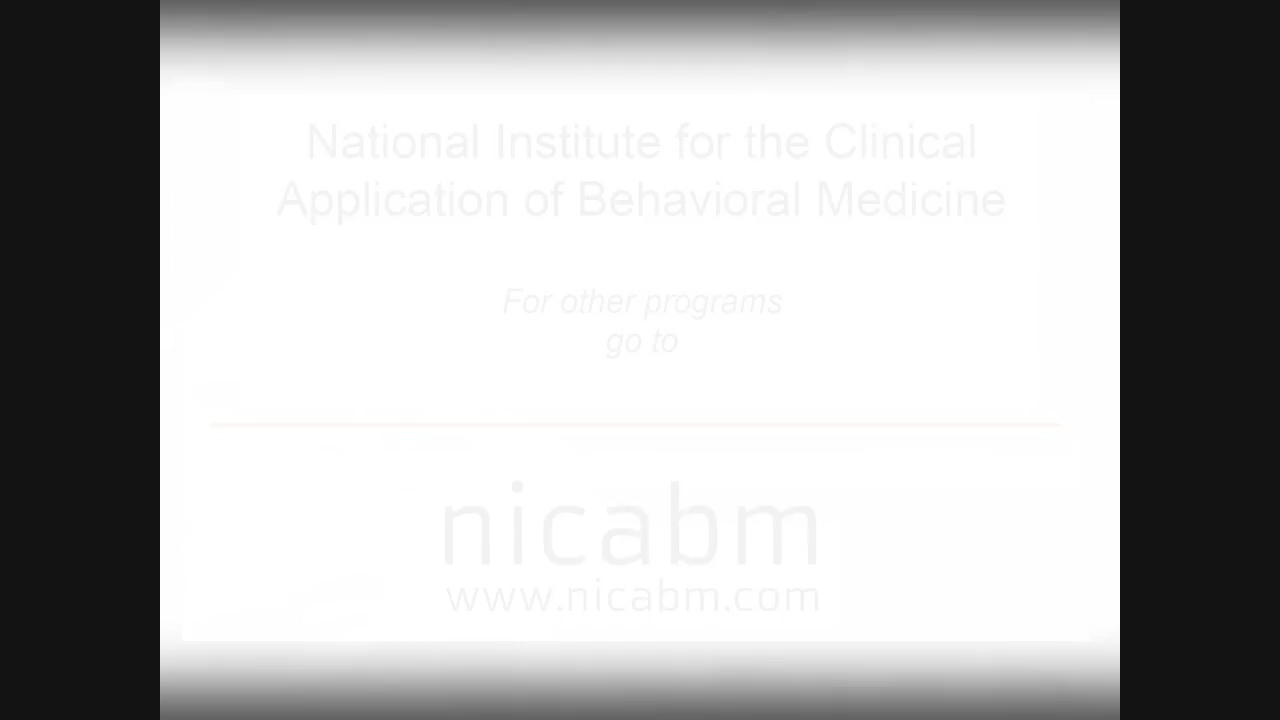 National Institute for the Clinical
Application of Behavioral Medicine
For other programs
go to
nicabm
www.nicabm.com